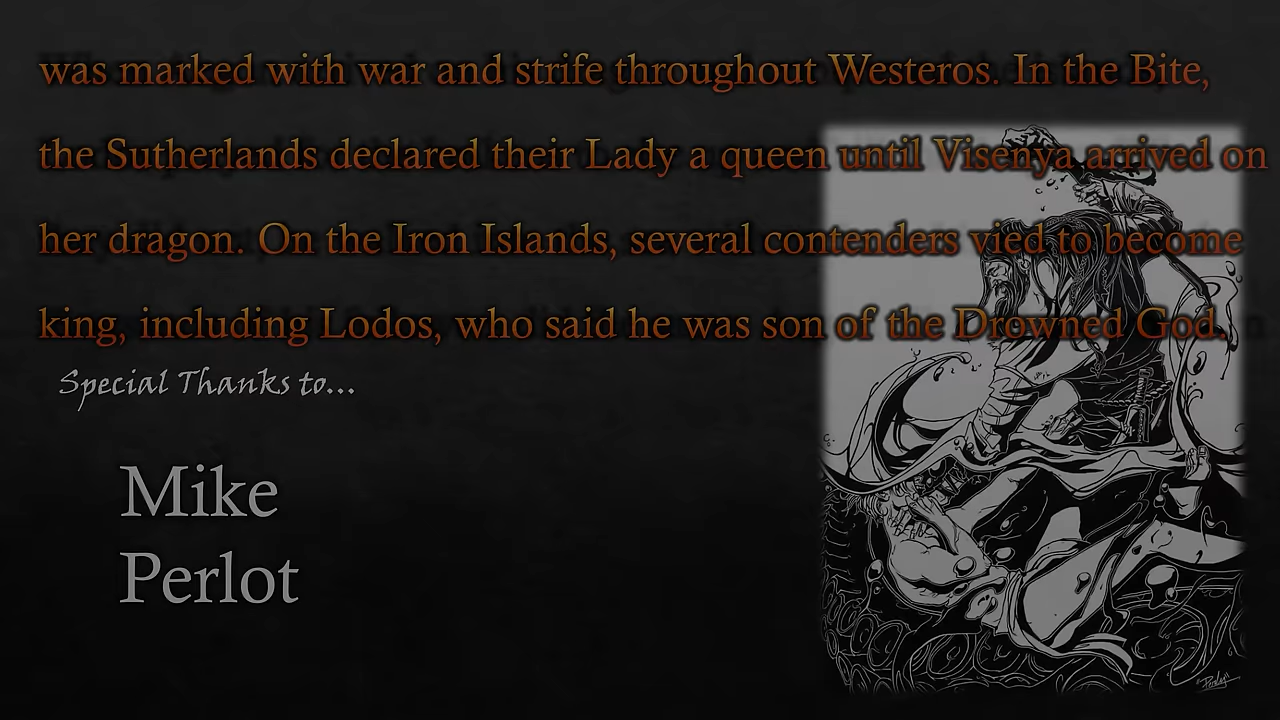 was marked with war and strife throughout Westeros. In the Bite,
the Sutherlands declared their Lady a queen until Visenya arrived on
her dragon. On the Iron Islands, several contenders vied to become
king, including Lodos, who said he was son of the Drowned God.
Special Thanks to...
Mike
Perlot